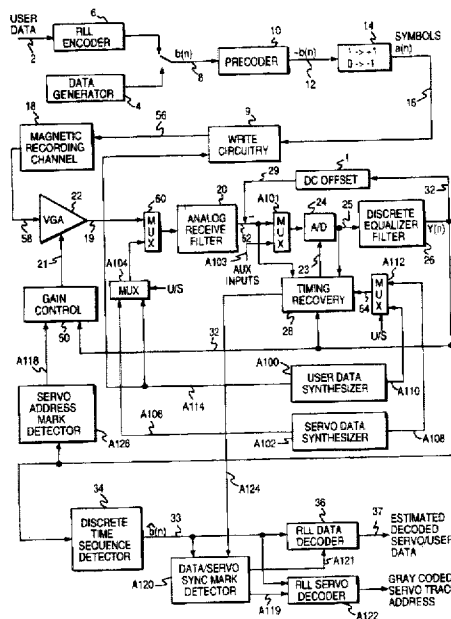 USER DATA
2
6
RLL ENCODER
b(n)
8
10
PRECODER
~b(n)
12
14
1 -> +1
0 -> -1
SYMBOLS
a(n)
16
DATA GENERATOR
4
18
MAGNETIC RECORDING CHANNEL
56
9
WRITE CIRCUITRY
29
DC OFFSET
1
32
58
22
VGA
19
60
MUX
20
ANALOG RECEIVE FILTER
62
A101
MUX
24
A/D
25
DISCRETE EQUALIZER FILTER
Y(n)
26
A103
AUX INPUTS
23
21
A104
MUX
U/S
TIMING RECOVERY
28
64
A112
MUX
U/S
GAIN CONTROL
50
32
A118
A100
USER DATA SYNTHESIZER
A110
A114
A106
SERVO DATA SYNTHESIZER
A102
A108
SERVO ADDRESS MARK DETECTOR
A126
A124
34
DISCRETE TIME SEQUENCE DETECTOR
b(n)
33
36
RLL DATA DECODER
37
ESTIMATED DECODED SERVO/USER DATA
A121
A120
DATA/SERVO SYNC MARK DETECTOR
A119
RLL SERVO DECODER
A122
GRAY CODED SERVO TRACK ADDRESS